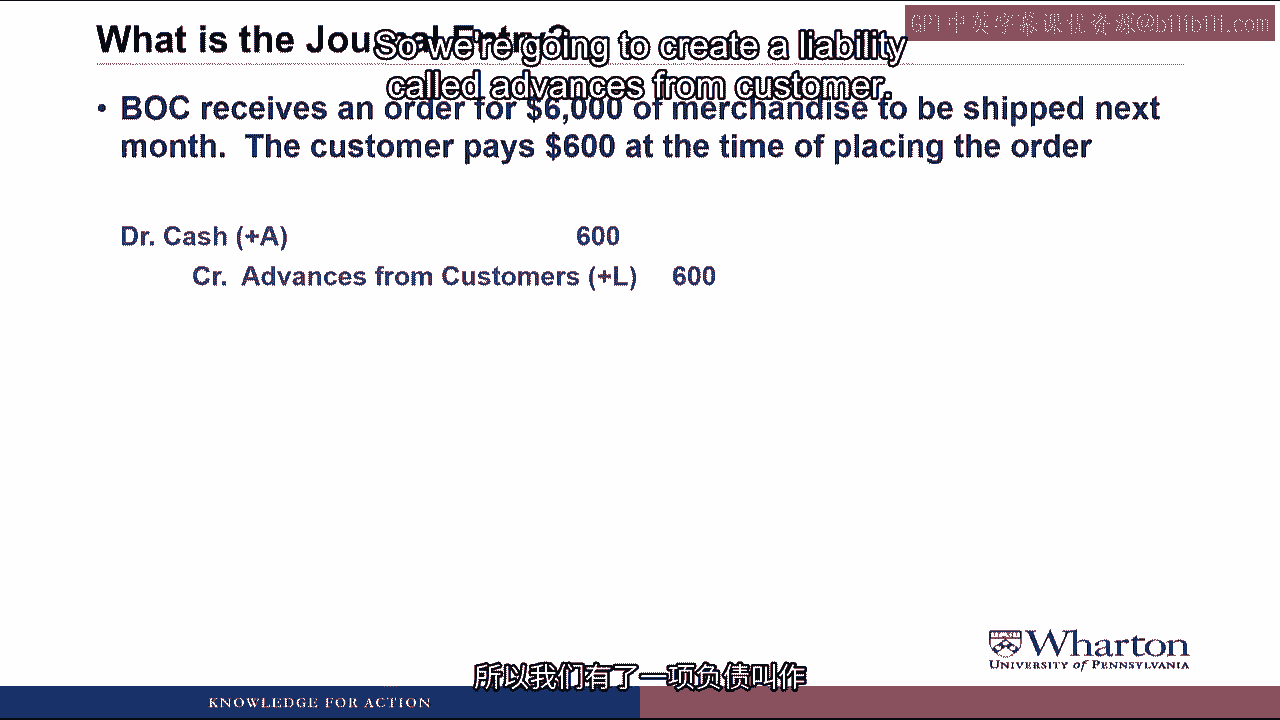 What is the Journal Entry?
GPT中英字幕课程资源@bilibili.com
So we're going to create a liability
called advances from customer.
• BOC receives an order for $6,000 of merchandise to be shipped next
month. The customer pays $600 at the time of placing the order
Dr. Cash (+A) 600
Cr. Advances from Customers (+L) 600
Wharton
UNIVERSITY of PENNSYLVANIA
所以我们有了一项负债叫作
KNOWLEDGE FOR ACTION